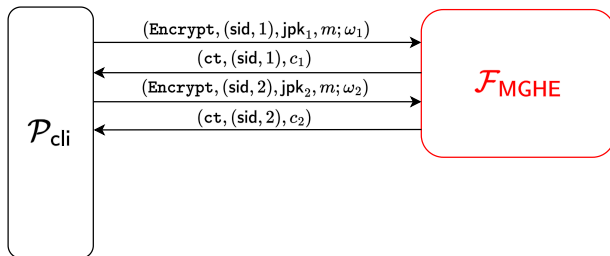 (Encrypt, (sid, 1), jpk₁, m; ω₁)
(ct, (sid, 1), c₁)
(Encrypt, (sid, 2), jpk₂, m; ω₂)
(ct, (sid, 2), c₂)
𝒫cli
ℱMGHE